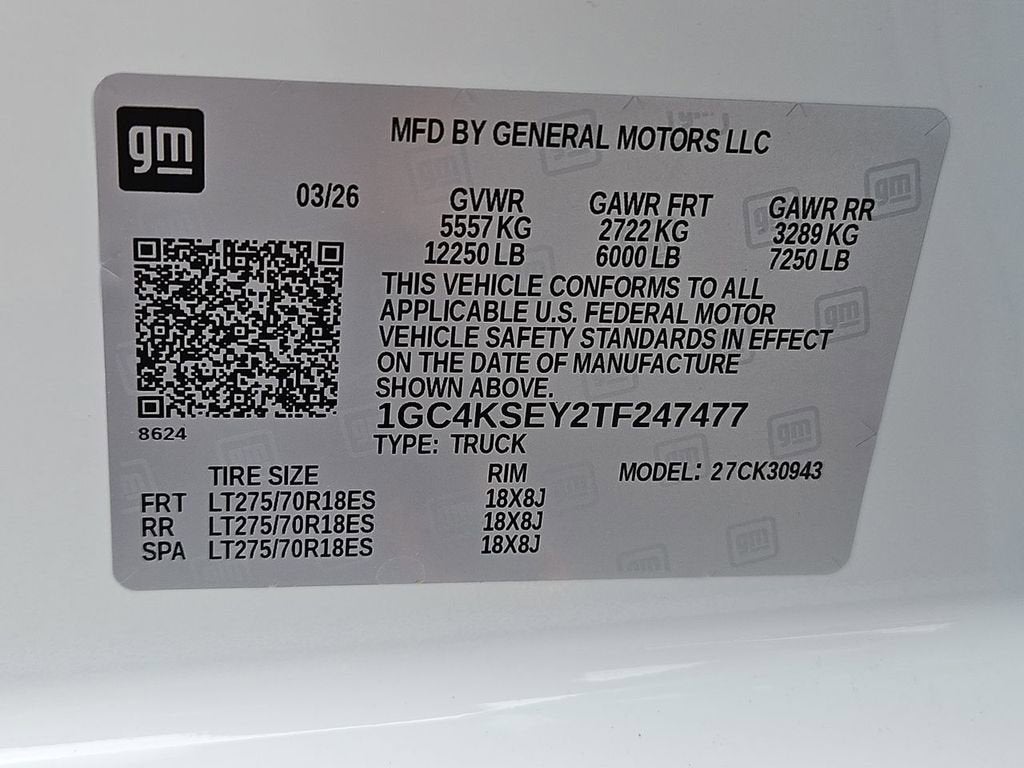 gm
MFD BY GENERAL MOTORS LLC
03/26 GVWR GAWR FRT GAWR RR
5557 KG 2722 KG 3289 KG
12250 LB 6000 LB 7250 LB
THIS VEHICLE CONFORMS TO ALL
APPLICABLE U.S. FEDERAL MOTOR
VEHICLE SAFETY STANDARDS IN EFFECT
ON THE DATE OF MANUFACTURE
SHOWN ABOVE.
1GC4KSEY2TF247477
8624
TYPE: TRUCK
TIRE SIZE RIM MODEL: 27CK30943
FRT LT275/70R18ES 18X8J
RR LT275/70R18ES 18X8J
SPA LT275/70R18ES 18X8J